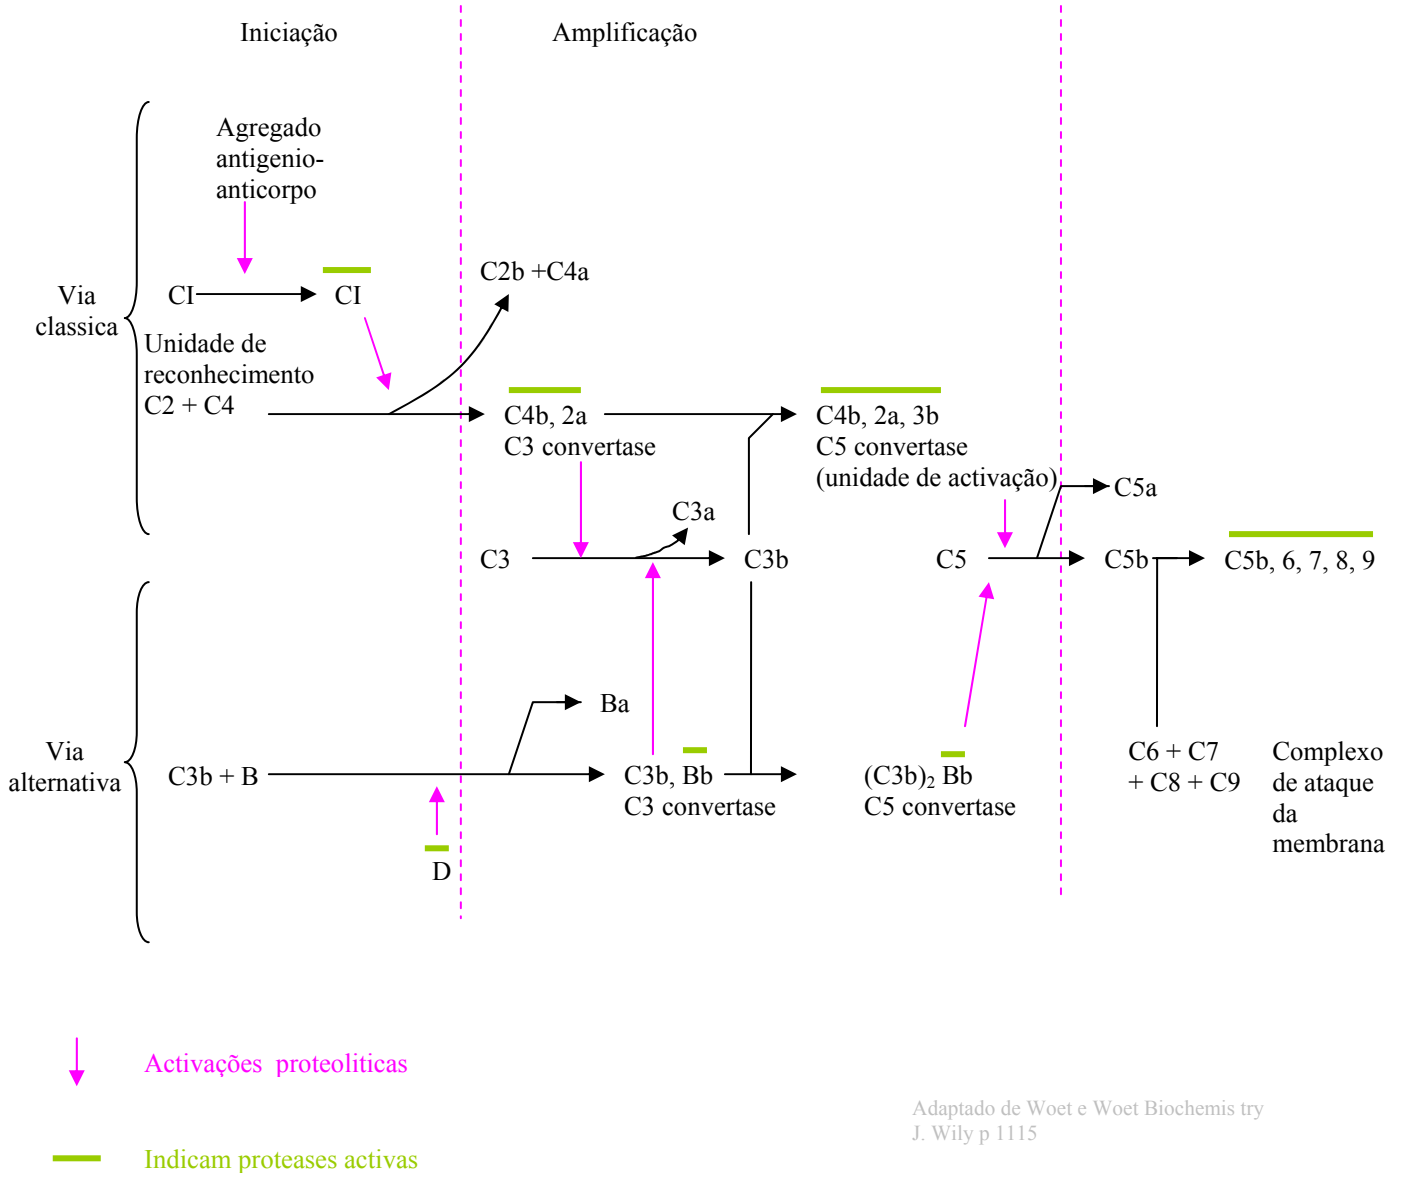 Iniciação
Amplificação
Agregado
antigenio-
anticorpo
Via
classica
CI
CI
C2b +C4a
Unidade de
reconhecimento
C2 + C4
C4b, 2a
C3 convertase
C4b, 2a, 3b
C5 convertase
(unidade de activação)
C5a
C3a
C3
C3b
C5
C5b
C5b, 6, 7, 8, 9
Via
alternativa
Ba
C3b + B
C3b, Bb
C3 convertase
(C3b)₂ Bb
C5 convertase
C6 + C7
+ C8 + C9
Complexo
de ataque
da
membrana
D
Activações proteoliticas
Adaptado de Woet e Woet Biochemis try
J. Wily p 1115
Indicam proteases activas